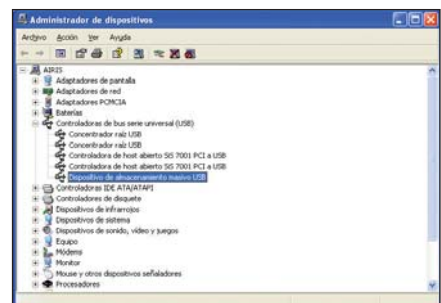 Administrador de dispositivos
Archivo Acción Ver Ayuda
AIRIS
Adaptadores de pantalla
Adaptadores de red
Adaptadores PCMCIA
Baterías
Controladoras de bus serie universal (USB)
Concentrador raíz USB
Concentrador raíz USB
Controladora de host abierto SiS 7001 PCI a USB
Controladora de host abierto SiS 7001 PCI a USB
Dispositivo de almacenamiento masivo USB
Controladoras IDE ATA/ATAPI
Controladores de disquete
Dispositivos de infrarrojos
Dispositivos de sistema
Dispositivos de sonido, vídeo y juegos
Equipo
Módems
Monitor
Mouse y otros dispositivos señaladores
Procesadores